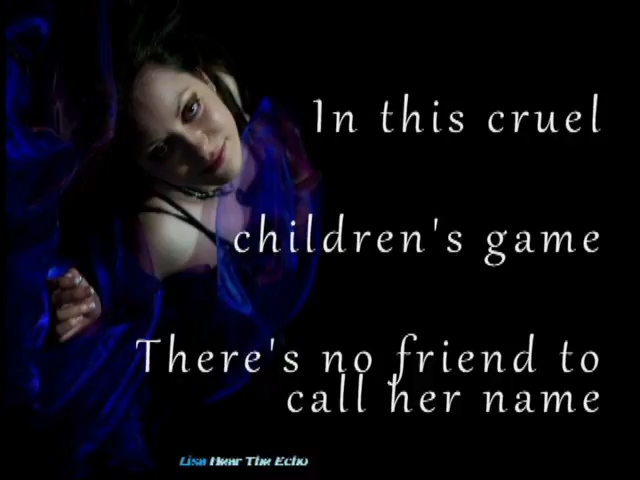 In this cruel
children's game
There's no friend to
call her name
Lisa Hear The Echo